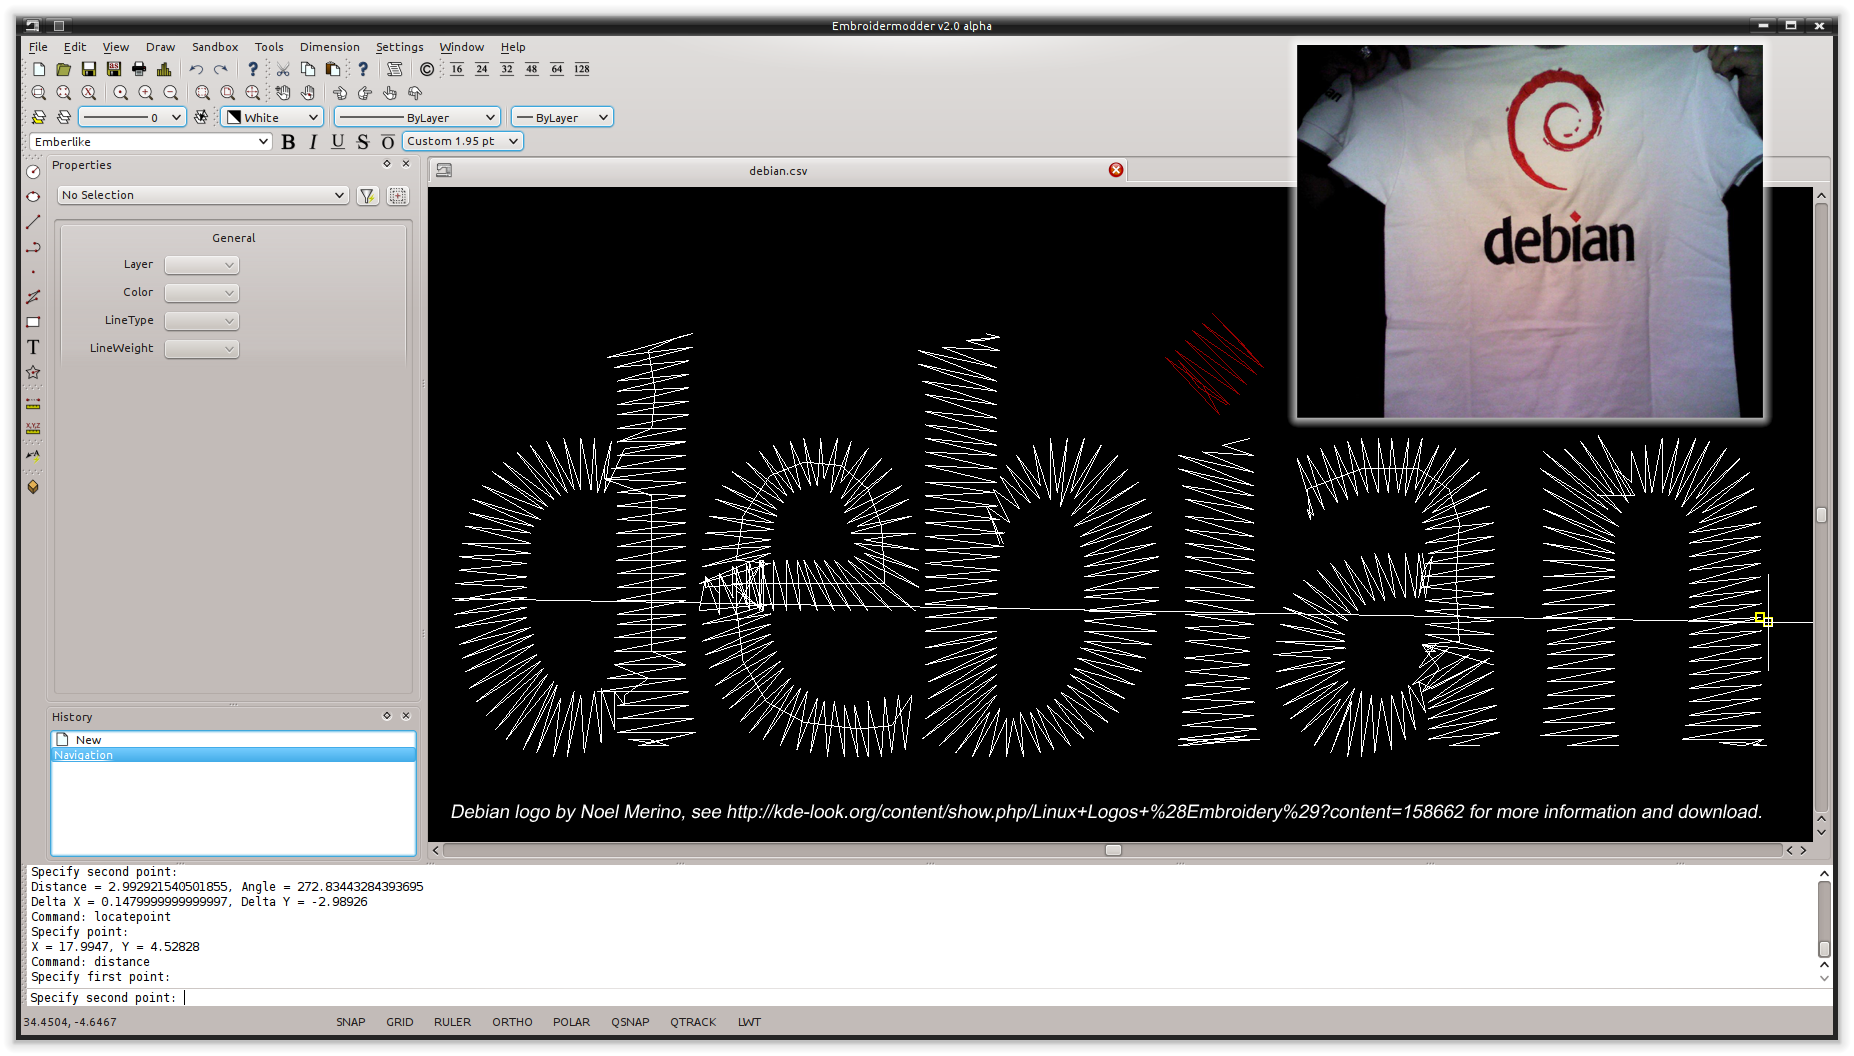 Embroidermodder v2.0 alpha
File Edit View Draw Sandbox Tools Dimension Settings Window Help
16 24 32 48 64 128
0 White ByLayer ByLayer
Emberlike B I U S O Custom 1.95 pt
Properties
No Selection
General
Layer
Color
LineType
LineWeight
T
X,Y,Z
A
debian.csv
debian
debian
Debian logo by Noel Merino, see http://kde-look.org/content/show.php/Linux+Logos+%28Embroidery%29?content=158662 for more information and download.
History
New
Navigation
Specify second point:
Distance = 2.992921540501855, Angle = 272.83443284393695
Delta X = 0.1479999999999997, Delta Y = -2.98926
Command: locatepoint
Specify point:
X = 17.9947, Y = 4.52828
Command: distance
Specify first point:
Specify second point:
34.4504, -4.6467 SNAP GRID RULER ORTHO POLAR QSNAP QTRACK LWT